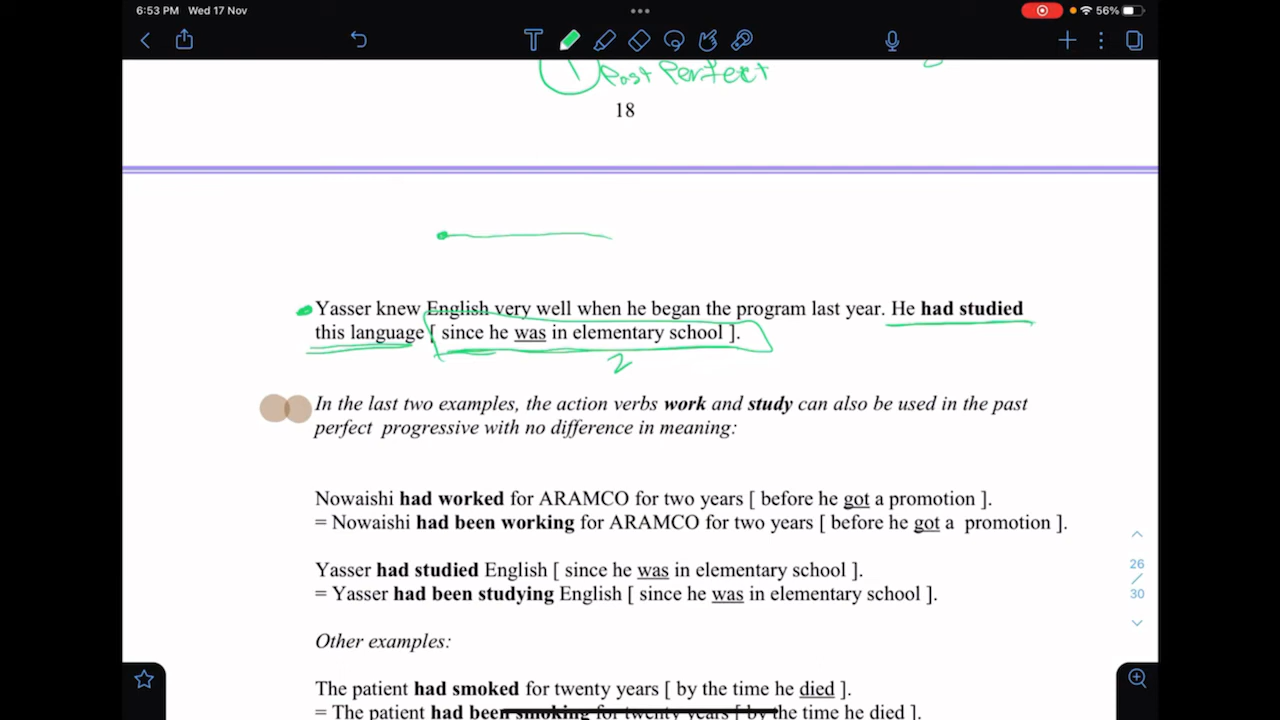 6:53 PM Wed 17 Nov
56%
1 Past Perfect
18
Yasser knew English very well when he began the program last year. He had studied
this language [ since he was in elementary school ].
2
In the last two examples, the action verbs work and study can also be used in the past
perfect progressive with no difference in meaning:
Nowaishi had worked for ARAMCO for two years [ before he got a promotion ].
= Nowaishi had been working for ARAMCO for two years [ before he got a promotion ].
26
/
30
Yasser had studied English [ since he was in elementary school ].
= Yasser had been studying English [ since he was in elementary school ].
Other examples:
The patient had smoked for twenty years [ by the time he died ].
= The patient had been smoking for twenty years [ by the time he died ].